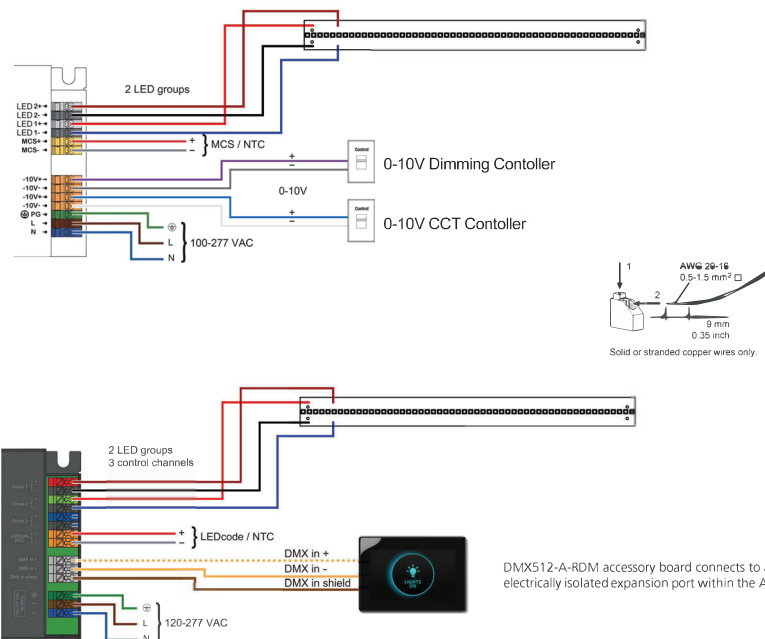 2 LED groups
LED 2+
LED 2-
LED 1+
LED 1-
MCS+
MCS-
+
–
MCS / NTC
-10V+
-10V-
-10V+
-10V-
PG
L
N
+
–
0-10V
+
–
Control
0-10V Dimming Contoller
Control
0-10V CCT Contoller
L
N
100-277 VAC
1
2
AWG 20-16
0.5-1.5 mm²
9 mm
0.35 inch
Solid or stranded copper wires only.
2 LED groups
3 control channels
Group 1
Group 2
Group 3
LEDcode
NTC
DMX in +
DMX in -
DMX in shield
+
–
LEDcode / NTC
DMX in +
DMX in -
DMX in shield
LIGHTS
ON
DMX512-A-RDM accessory board connects to a
electrically isolated expansion port within the A
L
N
120-277 VAC